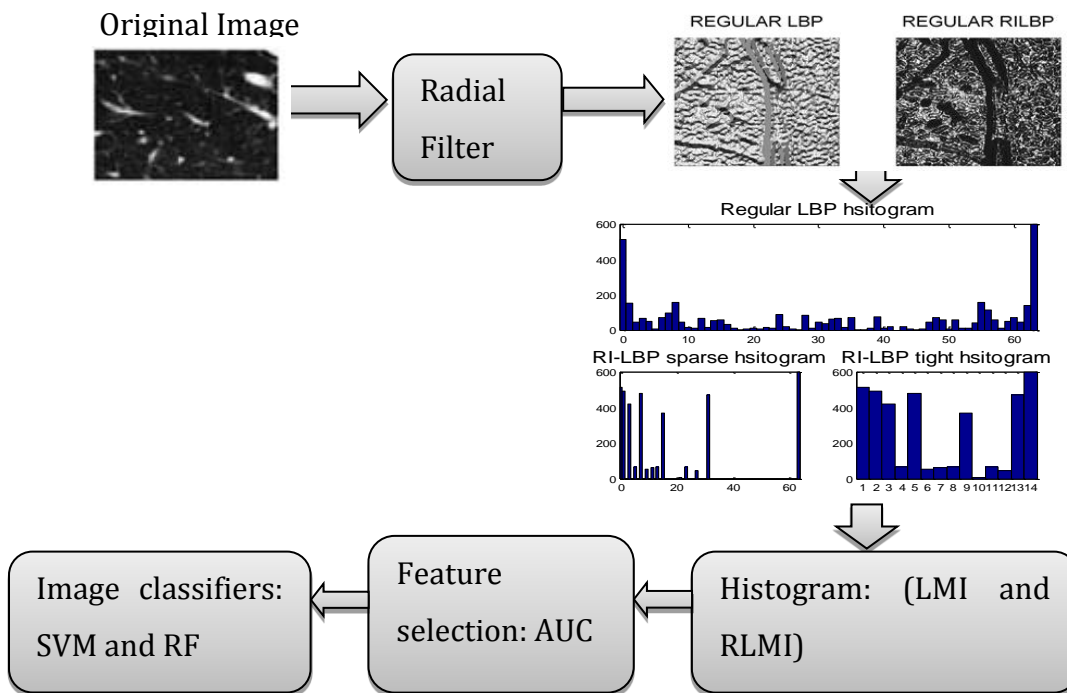 Original Image
REGULAR LBP
REGULAR RILBP
Radial
Filter
Regular LBP hsitogram
600
400
200
0
0 10 20 30 40 50 60
RI-LBP sparse hsitogram
RI-LBP tight hsitogram
600
400
200
0
0 20 40 60
600
400
200
0
1 2 3 4 5 6 7 8 9 10 11 12 13 14
Image classifiers:
SVM and RF
Feature
selection: AUC
Histogram: (LMI and
RLMI)